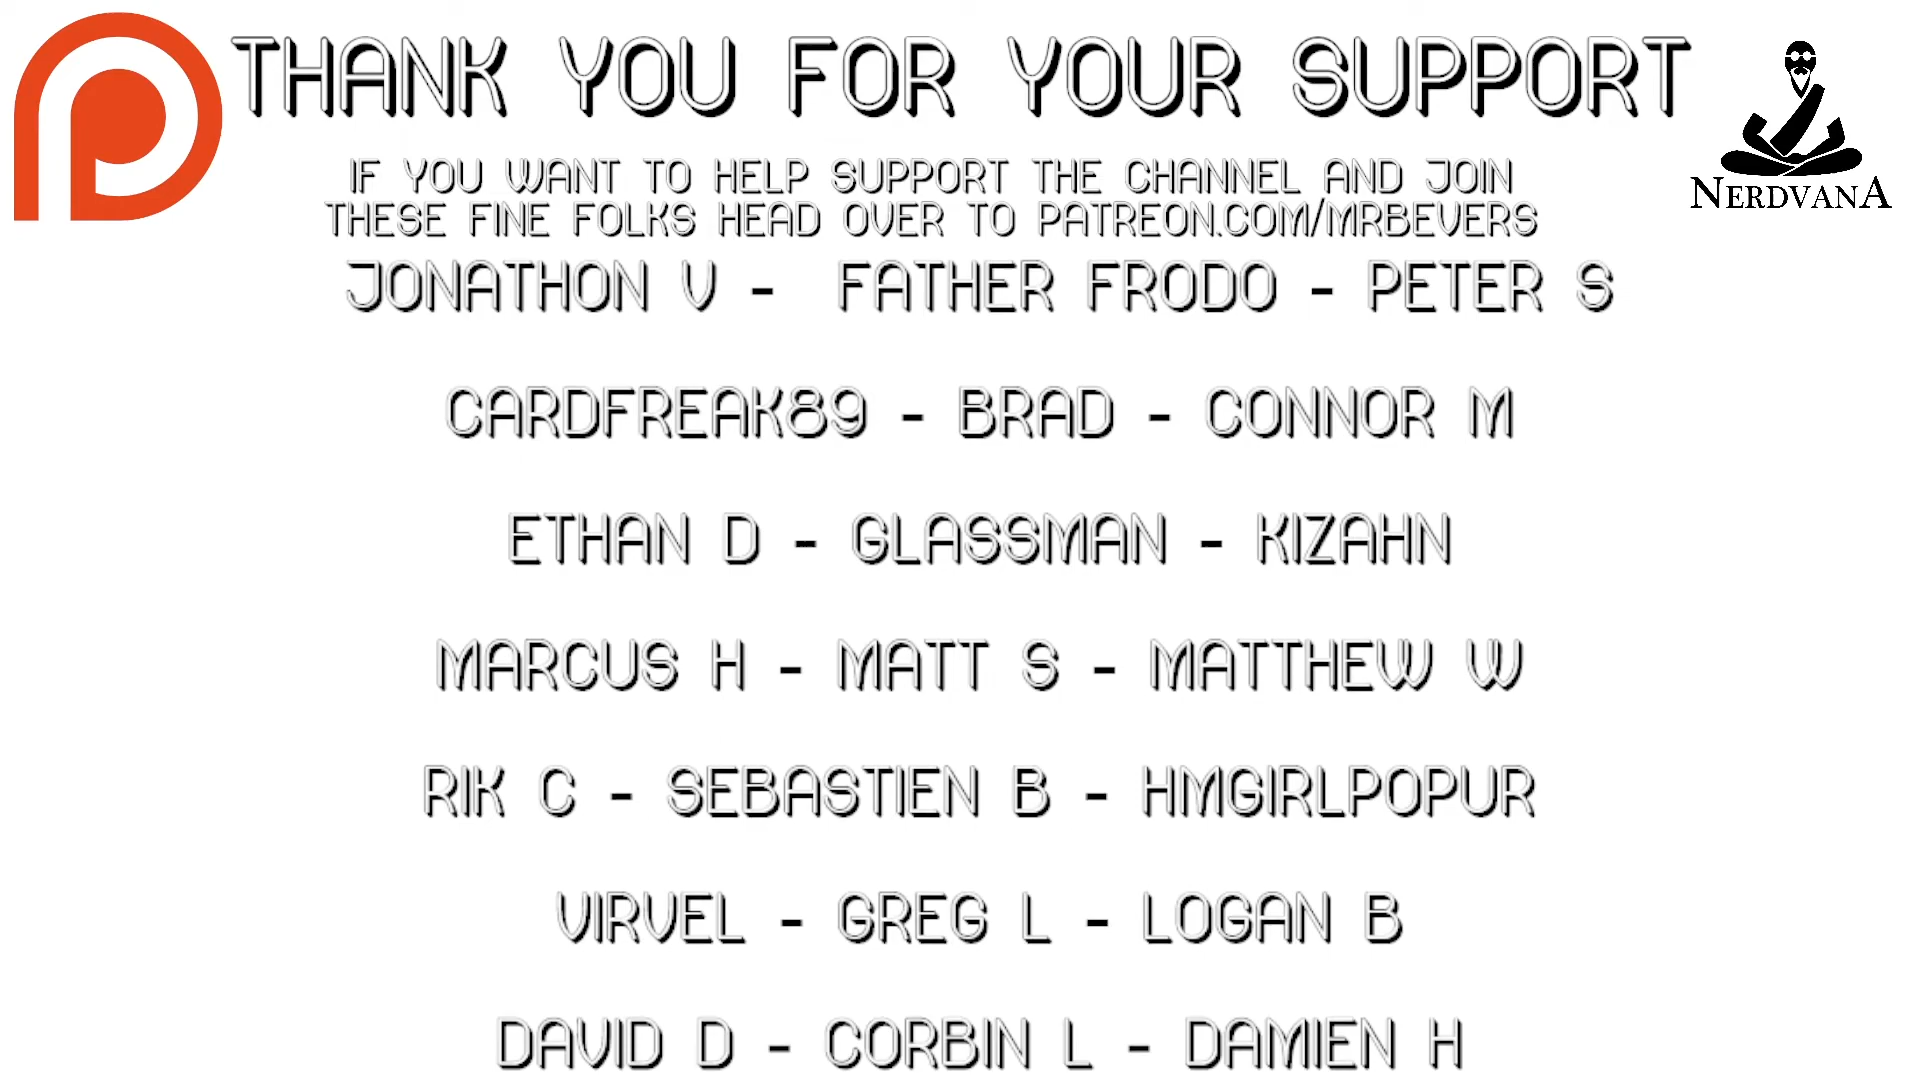 THANK YOU FOR YOUR SUPPORT
NERDVANA
IF YOU WANT TO HELP SUPPORT THE CHANNEL AND JOIN
THESE FINE FOLKS HEAD OVER TO PATREON.COM/MRBEVERS
JONATHON V - FATHER FRODO - PETER S
CARDFREAK89 - BRAD - CONNOR M
ETHAN D - GLASSMAN - KIZAHN
MARCUS H - MATT S - MATTHEW W
RIK C - SEBASTIEN B - HMGIRLPOPUR
VIRVEL - GREG L - LOGAN B
DAVID D - CORBIN L - DAMIEN H